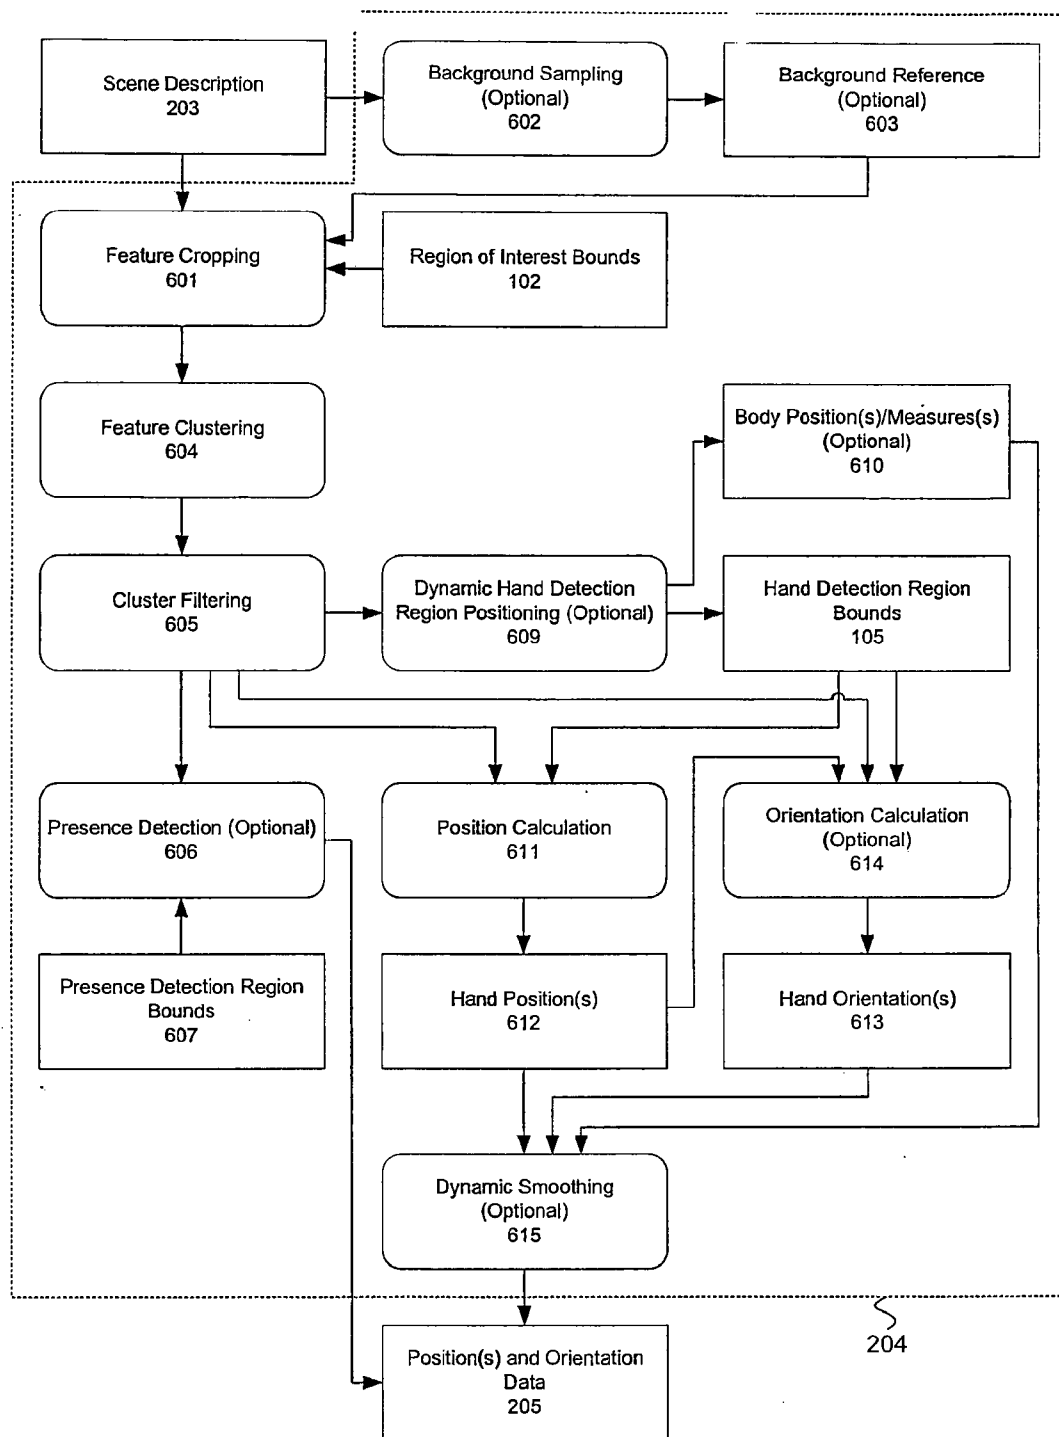 Scene Description
203
Background Sampling
(Optional)
602
Background Reference
(Optional)
603
Feature Cropping
601
Region of Interest Bounds
102
Feature Clustering
604
Body Position(s)/Measures(s)
(Optional)
610
Cluster Filtering
605
Dynamic Hand Detection
Region Positioning (Optional)
609
Hand Detection Region
Bounds
105
Presence Detection (Optional)
606
Position Calculation
611
Orientation Calculation
(Optional)
614
Presence Detection Region
Bounds
607
Hand Position(s)
612
Hand Orientation(s)
613
Dynamic Smoothing
(Optional)
615
204
Position(s) and Orientation
Data
205